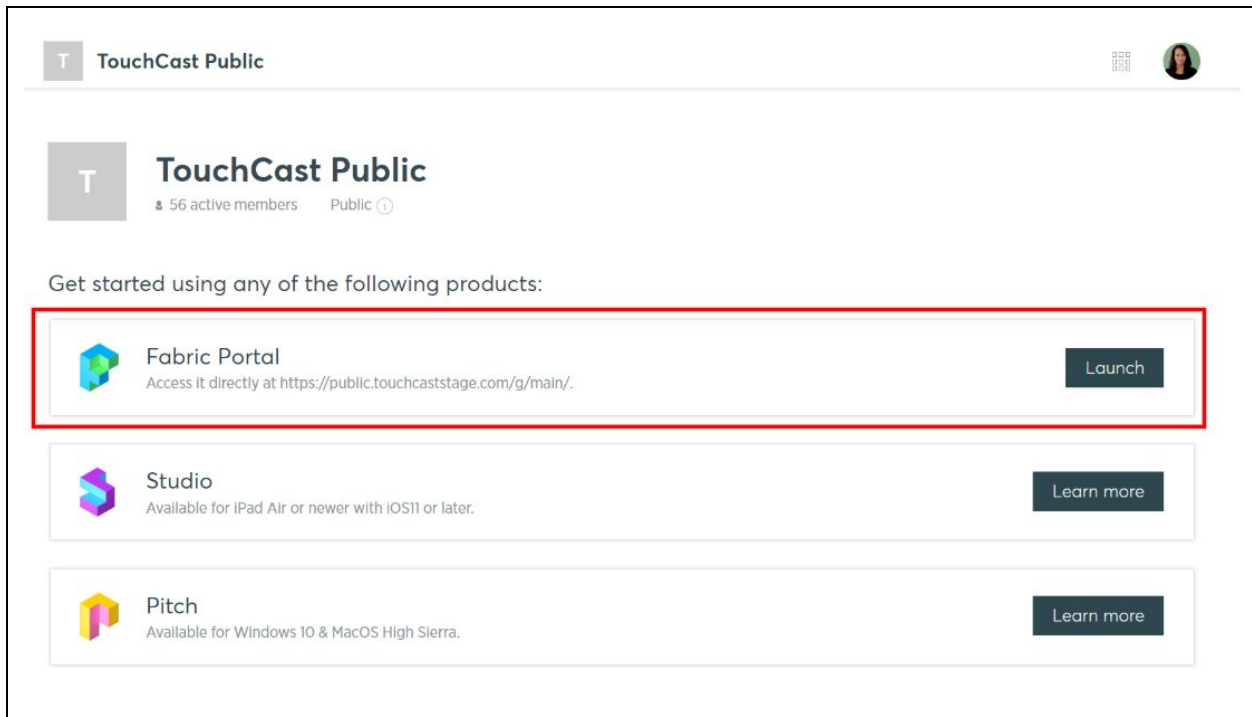 T TouchCast Public
T
TouchCast Public
56 active members Public i
Get started using any of the following products:
Fabric Portal
Access it directly at https://public.touchcaststage.com/g/main/.
Launch
Studio
Available for iPad Air or newer with iOS11 or later.
Learn more
Pitch
Available for Windows 10 & MacOS High Sierra.
Learn more